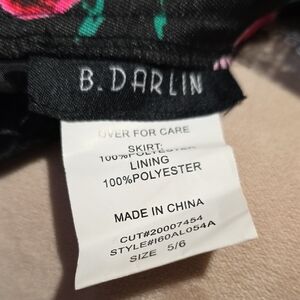 B. DARLIN
OVER FOR CARE
SKIRT:
100%POLYESTER
LINING
100%POLYESTER
MADE IN CHINA
CUT#20007454
STYLE#I60AL054A
SIZE 5/6